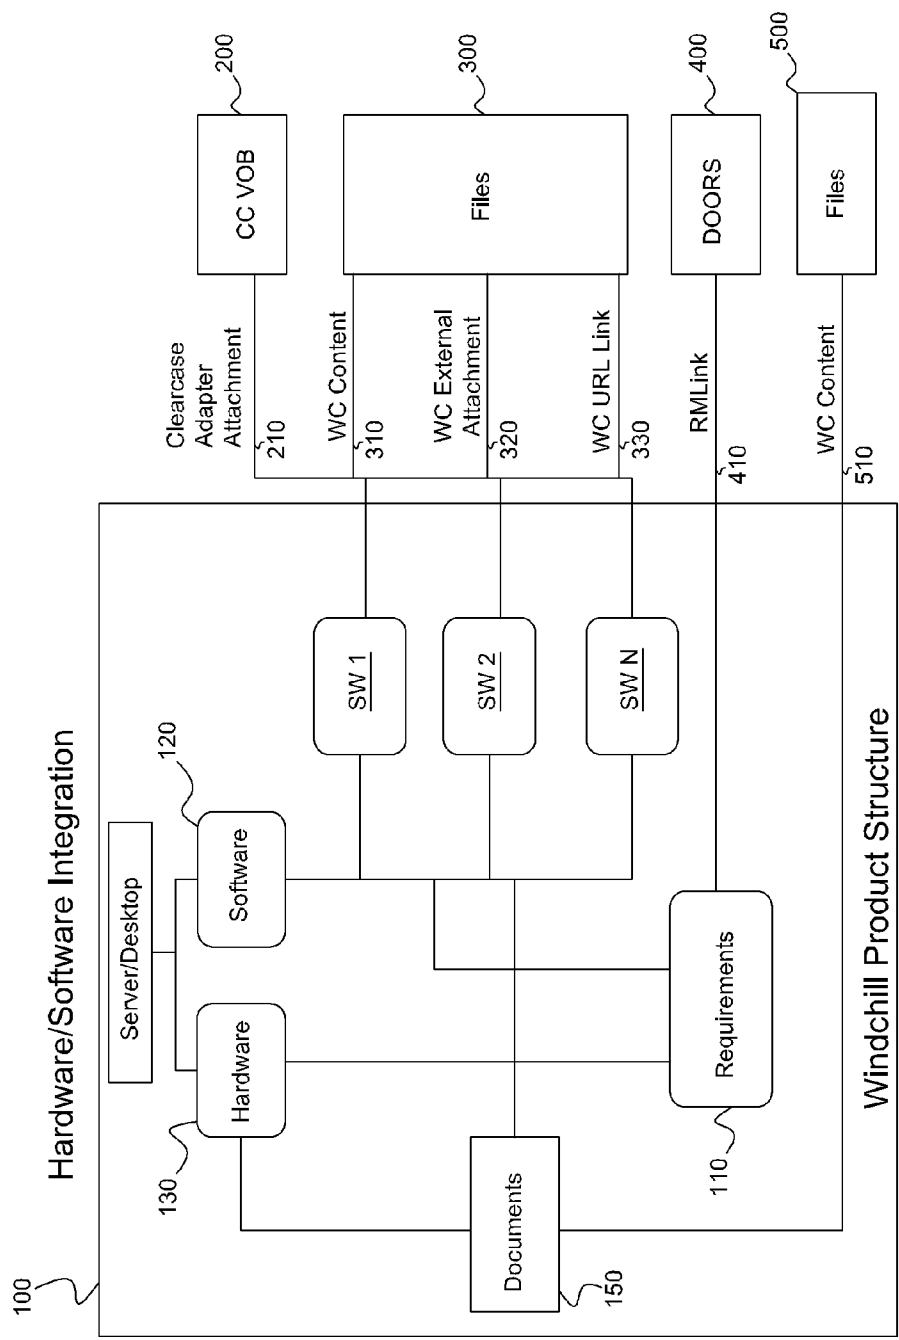 Hardware/Software Integration
100
Server/Desktop
130
Hardware
120
Software
SW 1
SW 2
SW N
Documents
150
Requirements
110
Windchill Product Structure
Clearcase
Adapter
Attachment
210
WC Content
310
WC External
Attachment
320
WC URL Link
330
RMLink
410
WC Content
510
CC VOB
200
Files
300
DOORS
400
Files
500